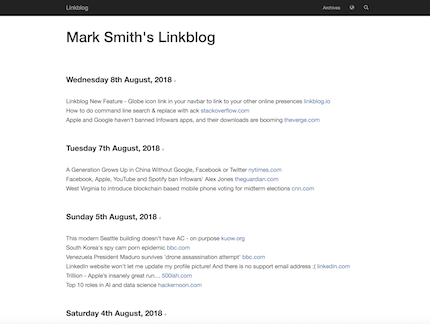 Linkblog
Archives
Mark Smith's Linkblog
Wednesday 8th August, 2018
Linkblog New Feature - Globe icon link in your navbar to link to your other online presences linkblog.io
How to do command line search & replace with ack stackoverflow.com
Apple and Google haven't banned Infowars apps, and their downloads are booming theverge.com
Tuesday 7th August, 2018
A Generation Grows Up in China Without Google, Facebook or Twitter nytimes.com
Facebook, Apple, YouTube and Spotify ban Infowars' Alex Jones theguardian.com
West Virginia to introduce blockchain based mobile phone voting for midterm elections cnn.com
Sunday 5th August, 2018
This modern Seattle building doesn't have AC - on purpose kuow.org
South Korea's spy cam porn epidemic bbc.com
Venezuela President Maduro survives 'drone assassination attempt' bbc.com
LinkedIn website won't let me update my profile picture! And there is no support email address :( linkedin.com
Trillion - Apple's insanely great run… 500ish.com
Top 10 roles in AI and data science hackernoon.com
Saturday 4th August, 2018